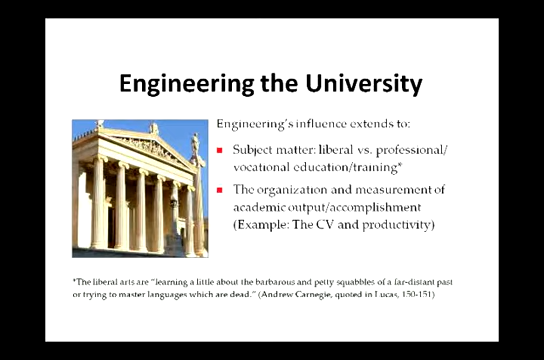 Engineering the University
Engineering's influence extends to:
Subject matter: liberal vs. professional/
vocational education/training*
The organization and measurement of
academic output/accomplishment
(Example: The CV and productivity)
*The liberal arts are "learning a little about the barbarous and petty squabbles of a far-distant past
or trying to master languages which are dead." (Andrew Carnegie, quoted in Lucas, 150-151)